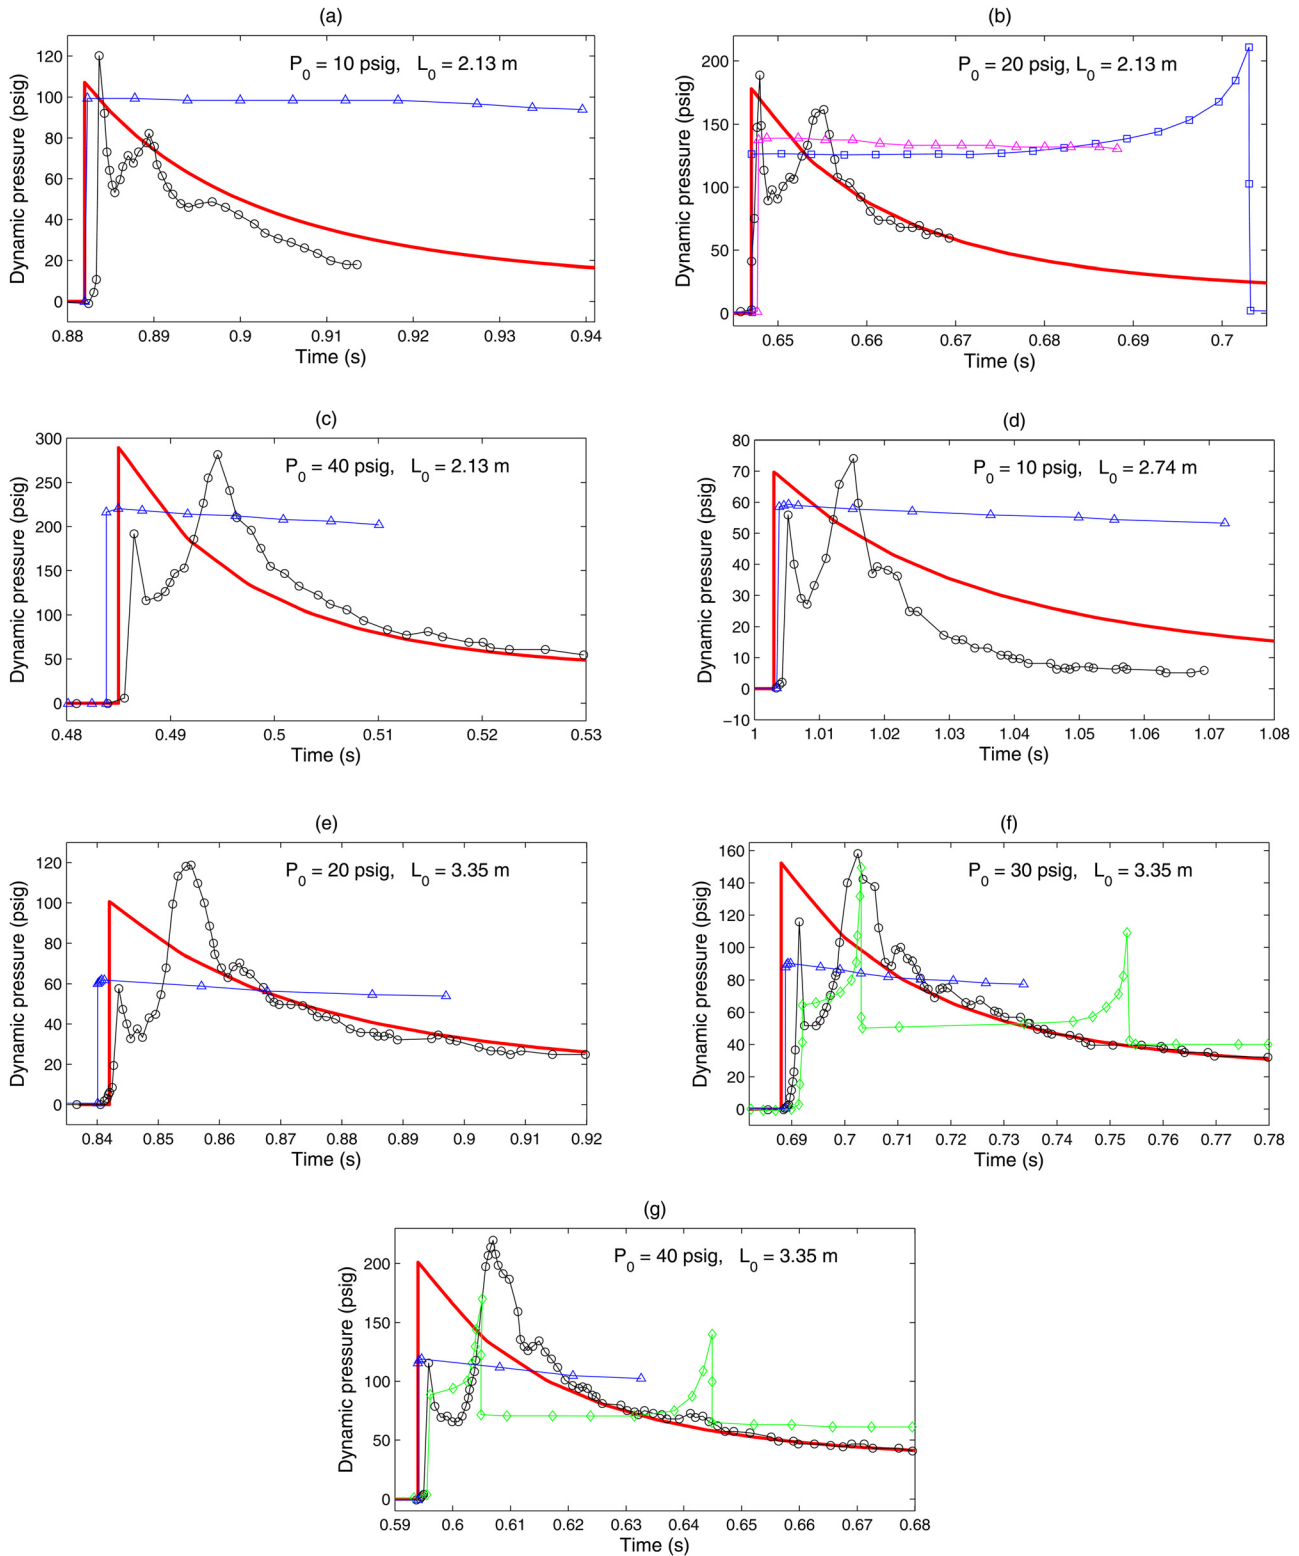 (a)
P0 = 10 psig, L0 = 2.13 m
Dynamic pressure (psig)
120
100
80
60
40
20
0
0.88 0.89 0.9 0.91 0.92 0.93 0.94
Time (s)
(b)
P0 = 20 psig, L0 = 2.13 m
Dynamic pressure (psig)
200
150
100
50
0
0.65 0.66 0.67 0.68 0.69 0.7
Time (s)
(c)
P0 = 40 psig, L0 = 2.13 m
Dynamic pressure (psig)
300
250
200
150
100
50
0
0.48 0.49 0.5 0.51 0.52 0.53
Time (s)
(d)
P0 = 10 psig, L0 = 2.74 m
Dynamic pressure (psig)
80
70
60
50
40
30
20
10
0
−10
1 1.01 1.02 1.03 1.04 1.05 1.06 1.07 1.08
Time (s)
(e)
P0 = 20 psig, L0 = 3.35 m
Dynamic pressure (psig)
120
100
80
60
40
20
0
0.84 0.85 0.86 0.87 0.88 0.89 0.9 0.91 0.92
Time (s)
(f)
P0 = 30 psig, L0 = 3.35 m
Dynamic pressure (psig)
160
140
120
100
80
60
40
20
0
0.69 0.7 0.71 0.72 0.73 0.74 0.75 0.76 0.77 0.78
Time (s)
(g)
P0 = 40 psig, L0 = 3.35 m
Dynamic pressure (psig)
200
150
100
50
0
0.59 0.6 0.61 0.62 0.63 0.64 0.65 0.66 0.67 0.68
Time (s)